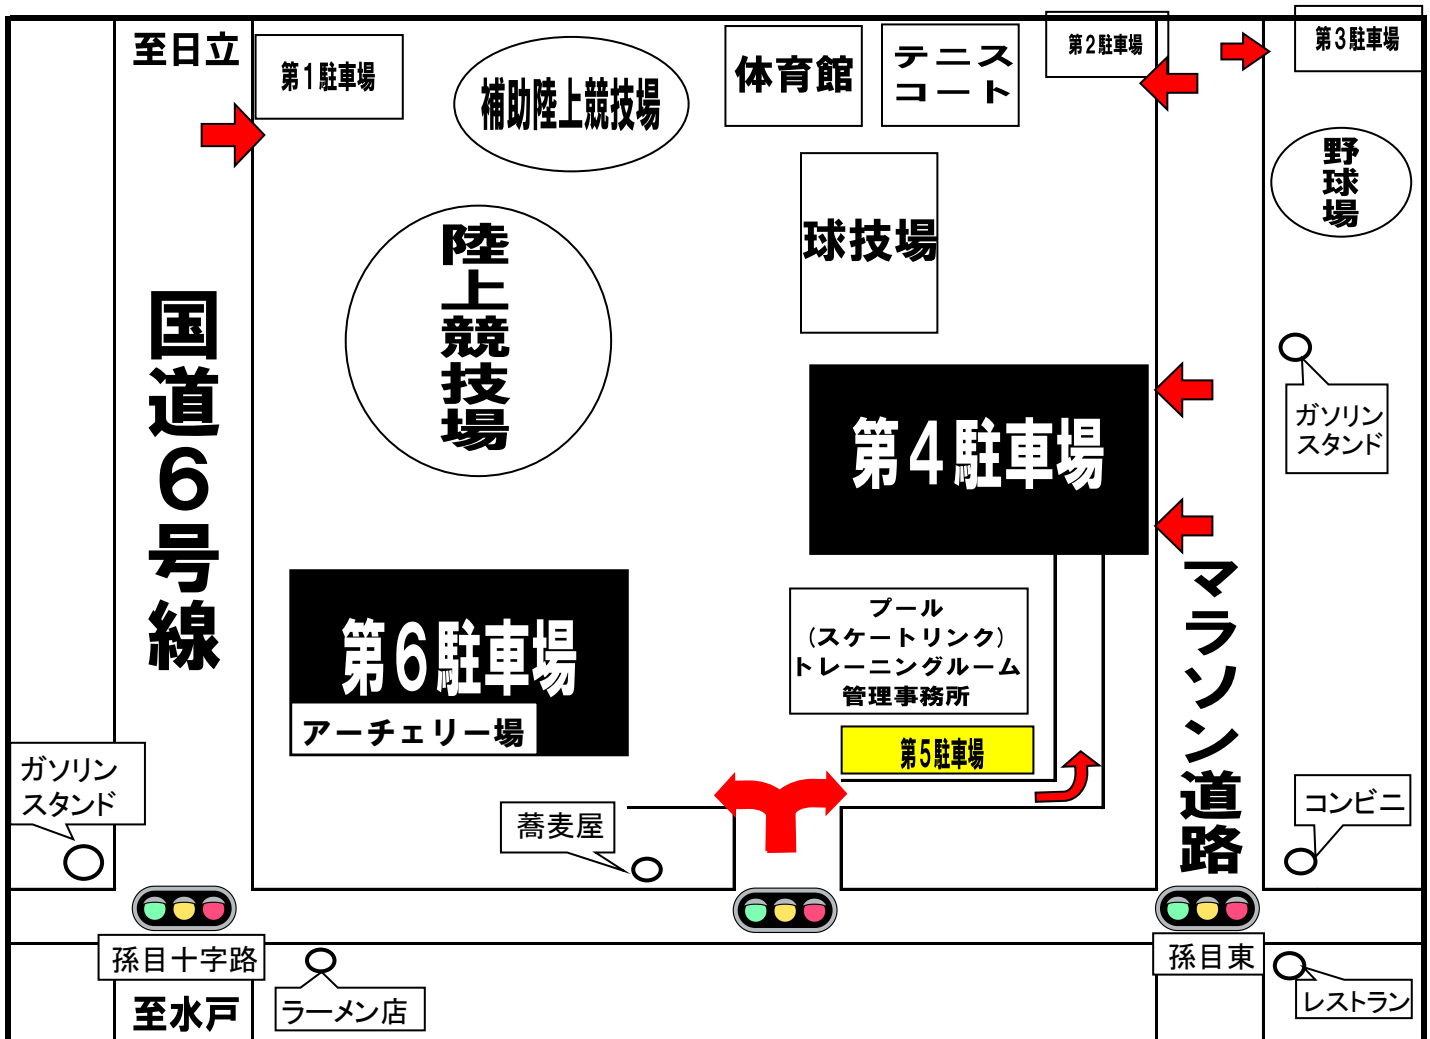 至日立
第1駐車場
補助陸上競技場
体育館
テニス
コート
第2駐車場
第3駐車場
野球場
球技場
陸上競技場
国道6号線
第4駐車場
ガソリン
スタンド
マラソン道路
第6駐車場
アーチェリー場
プール
(スケートリンク)
トレーニングルーム
管理事務所
第5駐車場
ガソリン
スタンド
蕎麦屋
コンビニ
孫目十字路
孫目東
至水戸
ラーメン店
レストラン